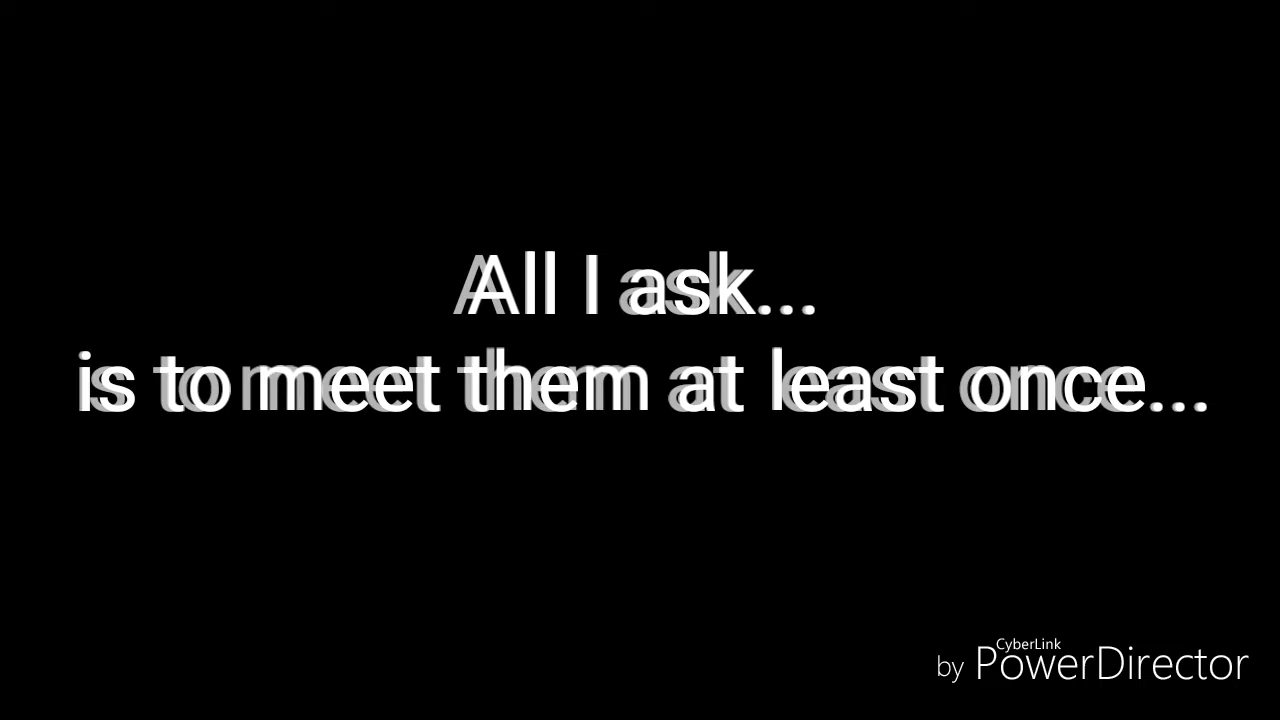 All I ask...
is to meet them at least once...
CyberLink
by PowerDirector